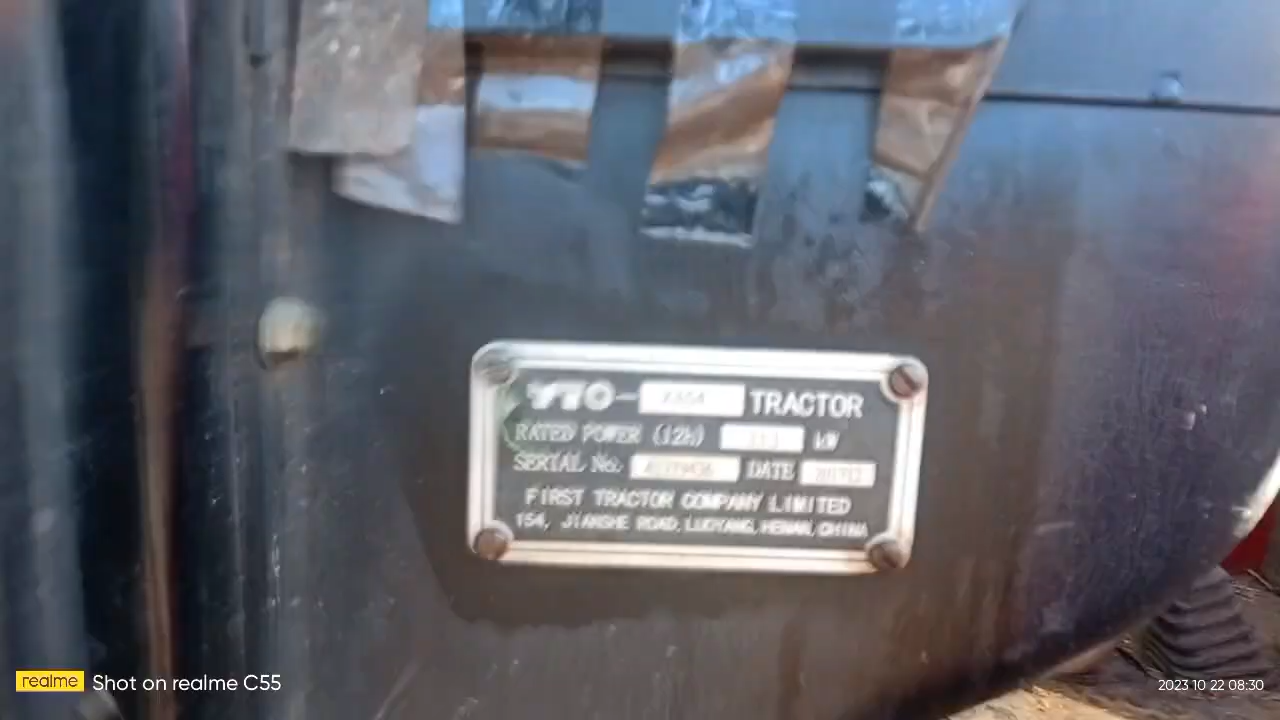 YTO- TRACTOR
RATED POWER (12h) kW
SERIAL No. DATE
FIRST TRACTOR COMPANY LIMITED
154, JIANSHE ROAD, LUOYANG, HENAN, CHINA
realme Shot on realme C55
2023 10 22 08:30